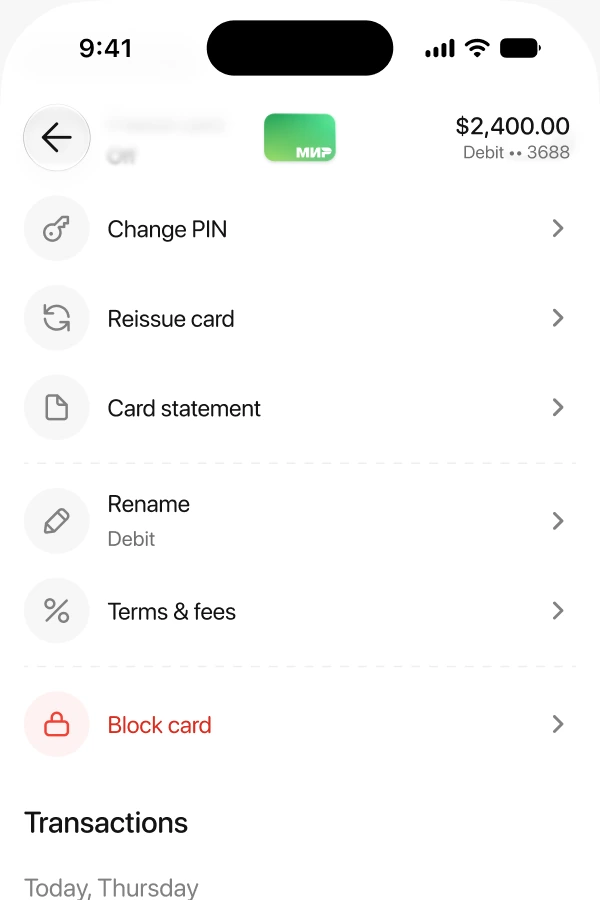 9:41
$2,400.00
МИР
Debit •• 3688
Change PIN
Reissue card
Card statement
Rename
Debit
Terms & fees
Block card
Transactions
Today, Thursday